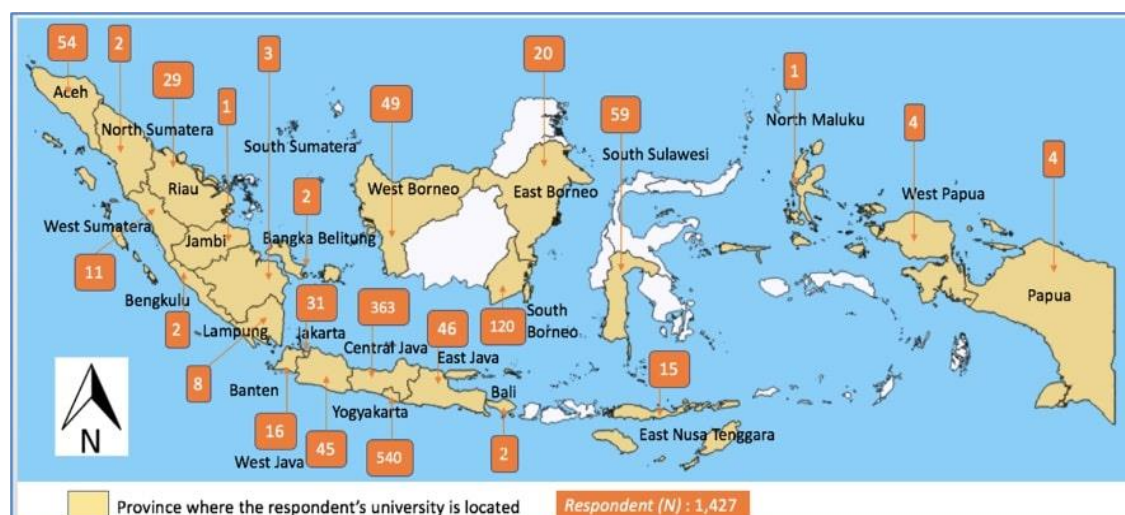 54
2
3
20
29
1
49
59
1
4
4
Aceh
North Sumatera
South Sumatera
South Sulawesi
North Maluku
Riau
West Borneo
East Borneo
West Papua
2
West Sumatera
Jambi
Bangka Belitung
11
Bengkulu
31
363
46
120
South
Borneo
Papua
2
Lampung
Jakarta
Central Java
East Java
15
8
Banten
Yogyakarta
Bali
East Nusa Tenggara
N
16
45
540
2
West Java
Province where the respondent's university is located
Respondent (N) : 1,427